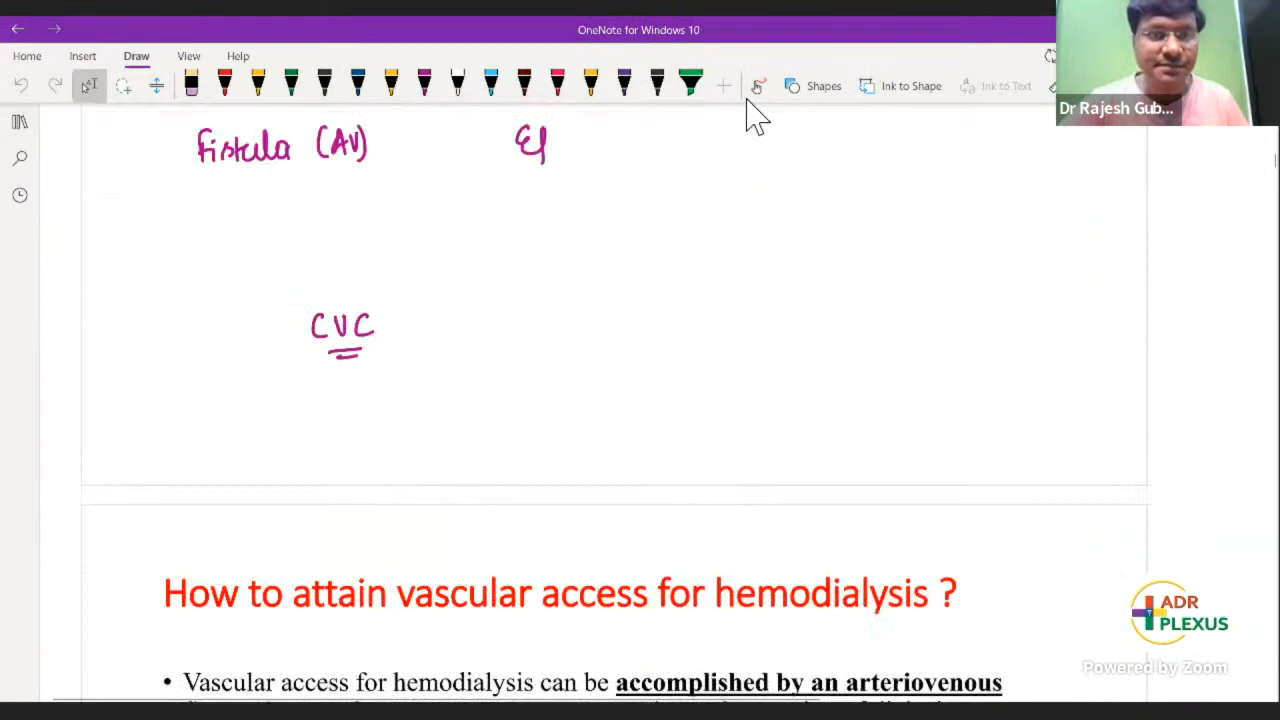 OneNote for Windows 10
Home Insert Draw View Help
Shapes Ink to Shape Ink to Text
Dr Rajesh Gub...
Fistula (AV)
CVC
How to attain vascular access for hemodialysis ?
• Vascular access for hemodialysis can be accomplished by an arteriovenous
ADR
PLEXUS
Powered by Zoom